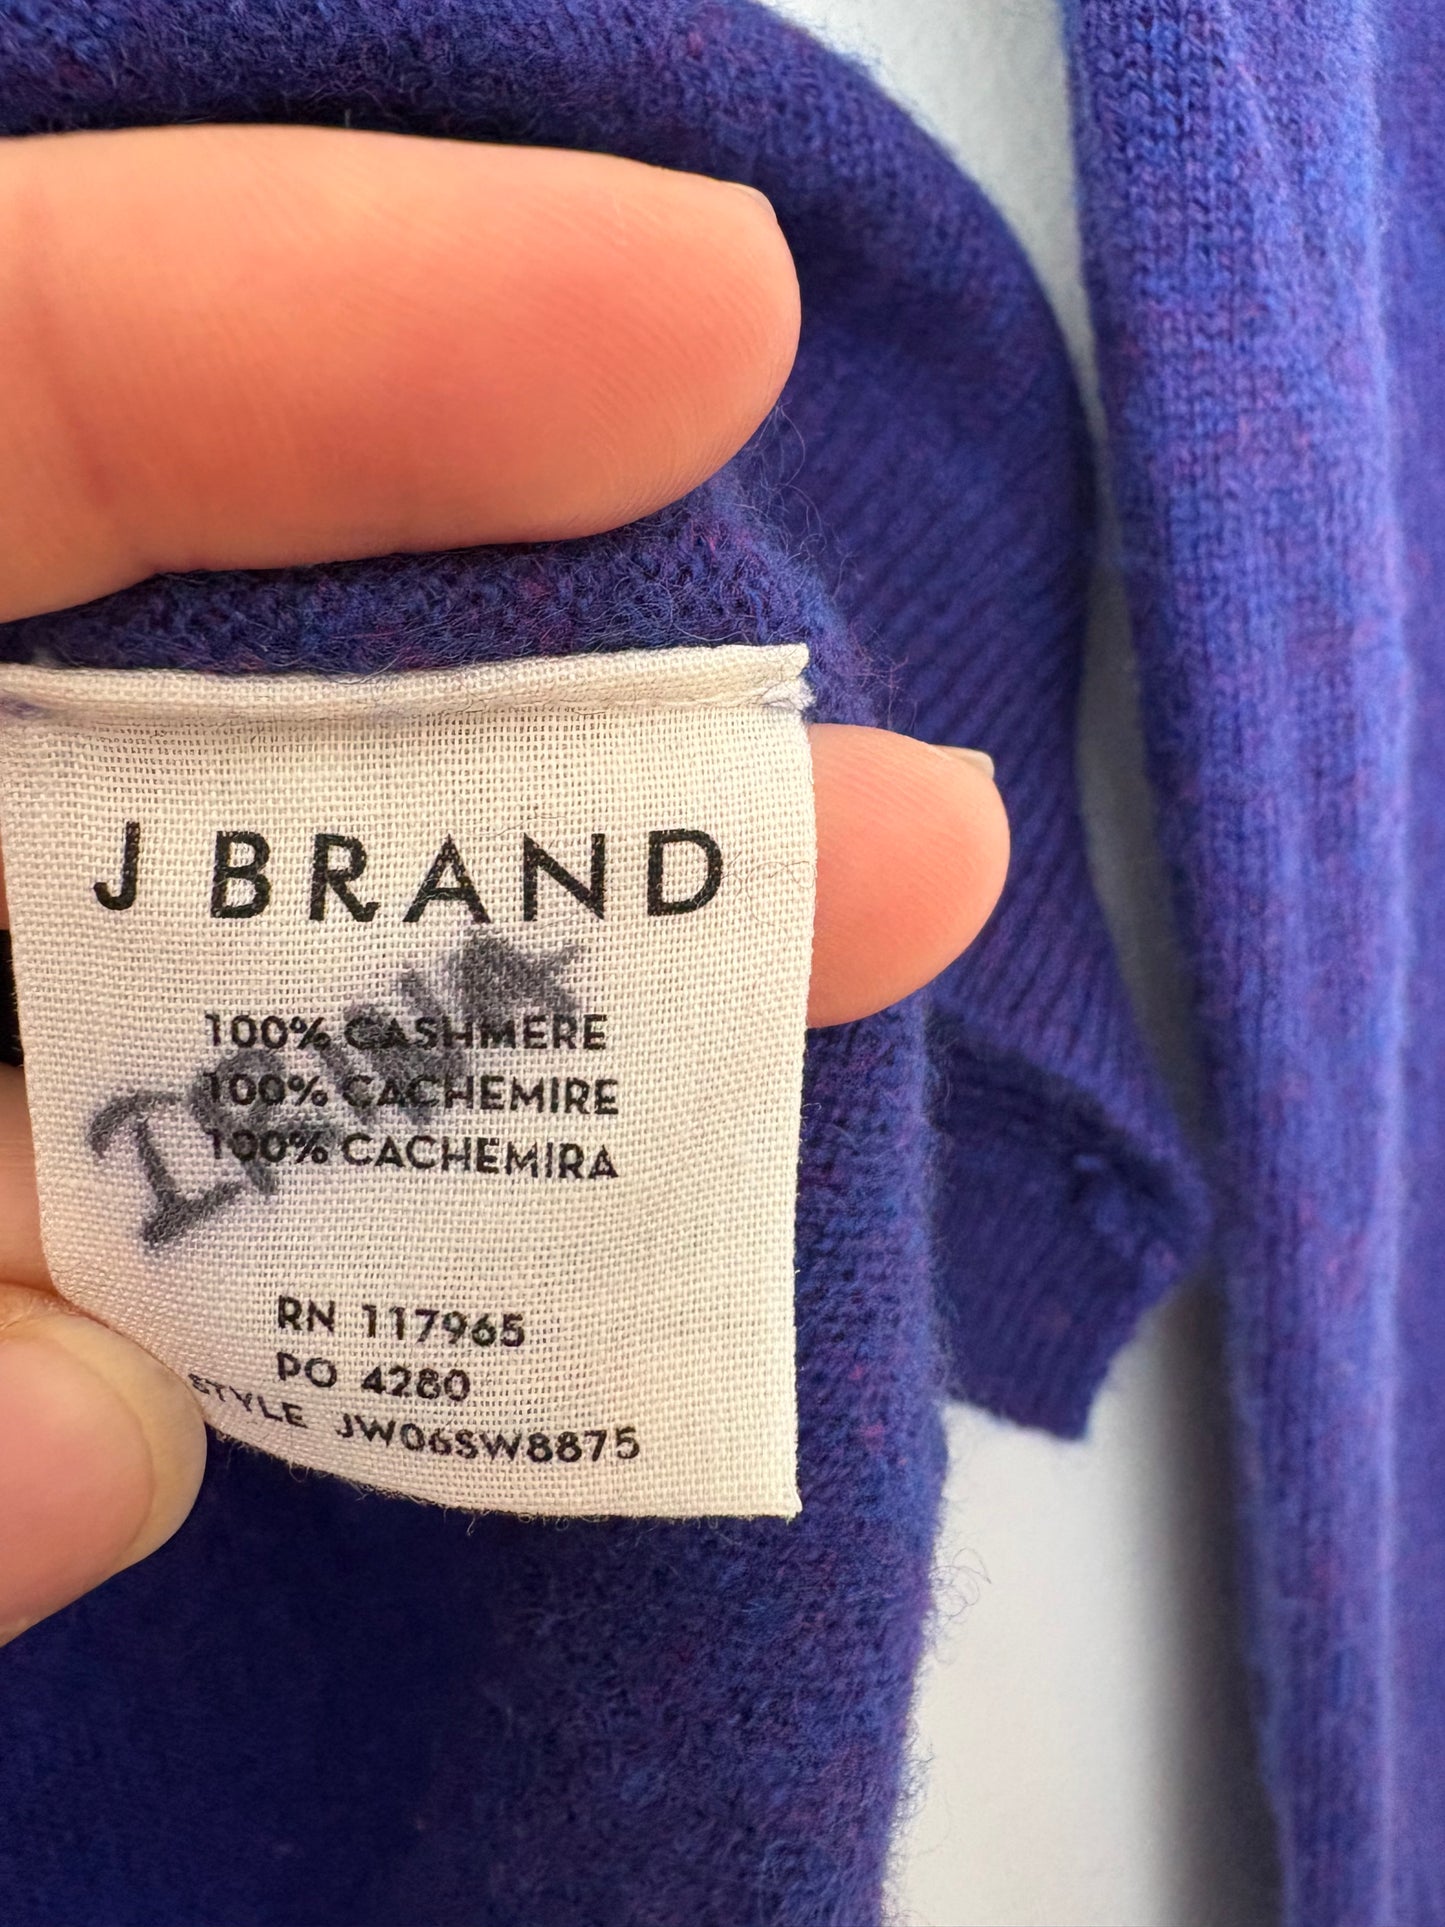 J BRAND
100% CASHMERE
100% CACHEMIRE
100% CACHEMIRA
RN 117965
PO 4280
STYLE JW06SW8875